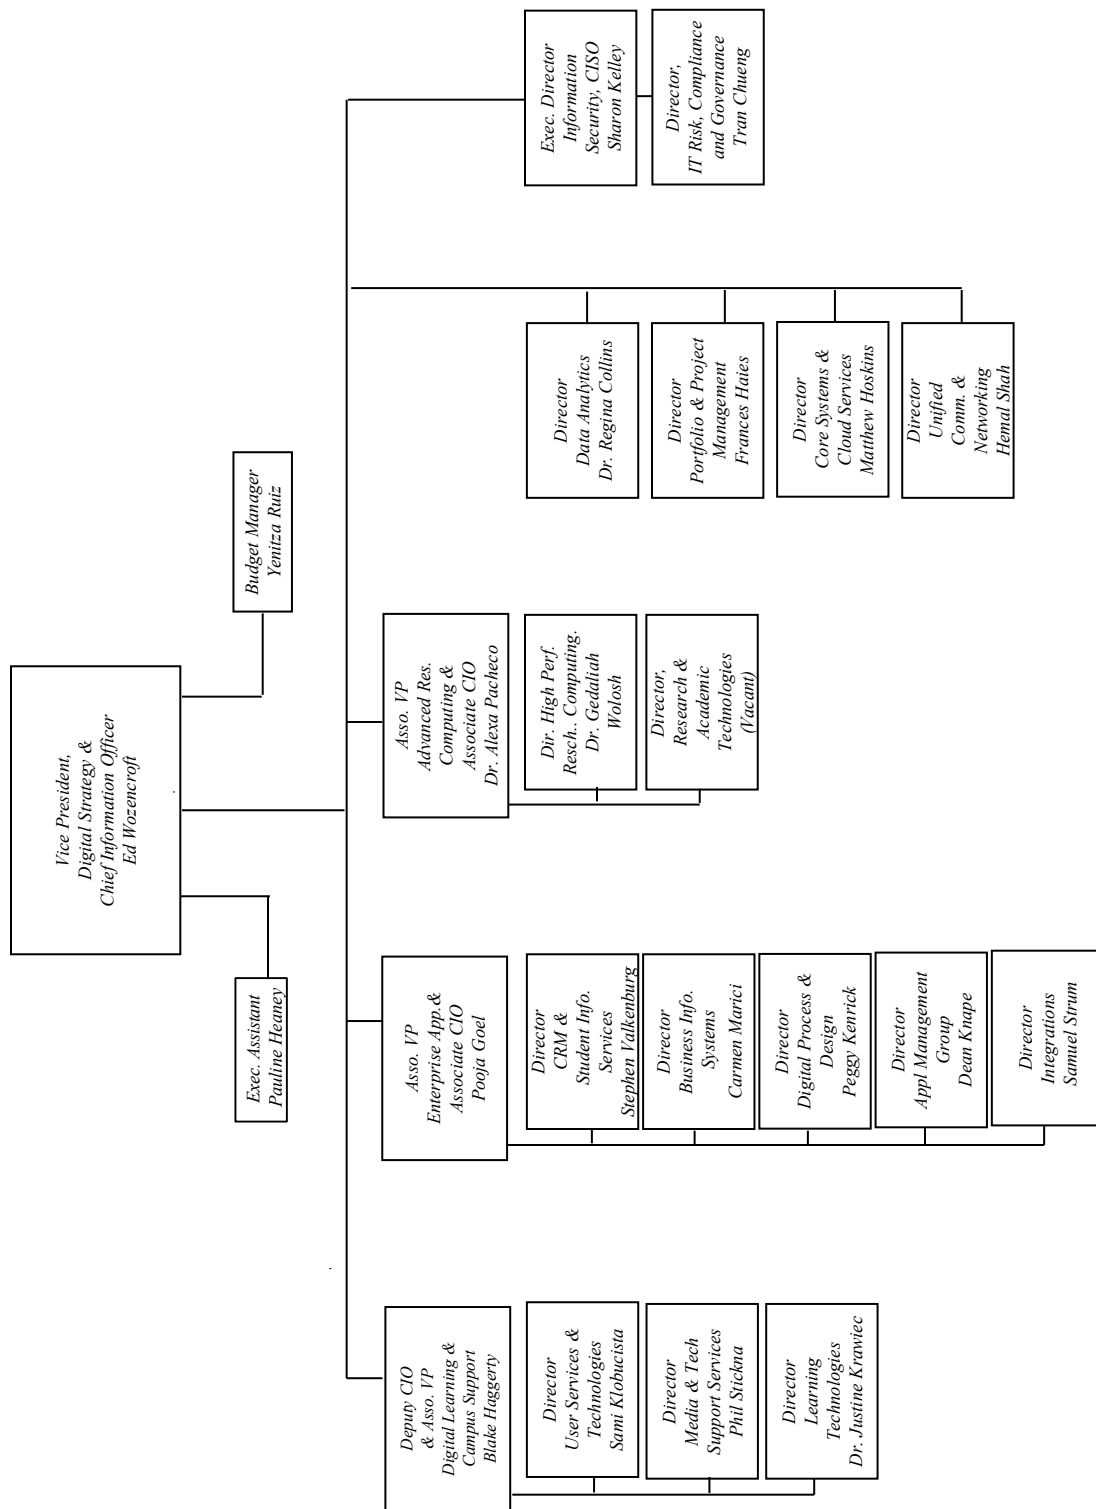 Vice President,
Digital Strategy &
Chief Information Officer
Ed Wozencroft
Exec. Assistant
Pauline Heaney
Budget Manager
Yenitza Ruiz
Deputy CIO
& Asso. VP
Digital Learning &
Campus Support
Blake Haggerty
Director
User Services &
Technologies
Sami Klobucista
Director
Media & Tech
Support Services
Phil Stickna
Director
Learning
Technologies
Dr. Justine Krawiec
Asso. VP
Enterprise App.&
Associate CIO
Pooja Goel
Director
CRM &
Student Info.
Services
Stephen Valkenburg
Director
Business Info.
Systems
Carmen Marici
Director
Digital Process &
Design
Peggy Kenrick
Director
Appl Management
Group
Dean Knape
Director
Integrations
Samuel Strum
Asso. VP
Advanced Res.
Computing &
Associate CIO
Dr. Alexa Pacheco
Dir. High Perf.
Resch.. Computing.
Dr. Gedaliah
Wolosh
Director,
Research &
Academic
Technologies
(Vacant)
Director
Data Analytics
Dr. Regina Collins
Director
Portfolio & Project
Management
Frances Haies
Director
Core Systems &
Cloud Services
Matthew Hoskins
Director
Unified
Comm. &
Networking
Hemal Shah
Exec. Director
Information
Security, CISO
Sharon Kelley
Director,
IT Risk, Compliance
and Governance
Tran Chueng